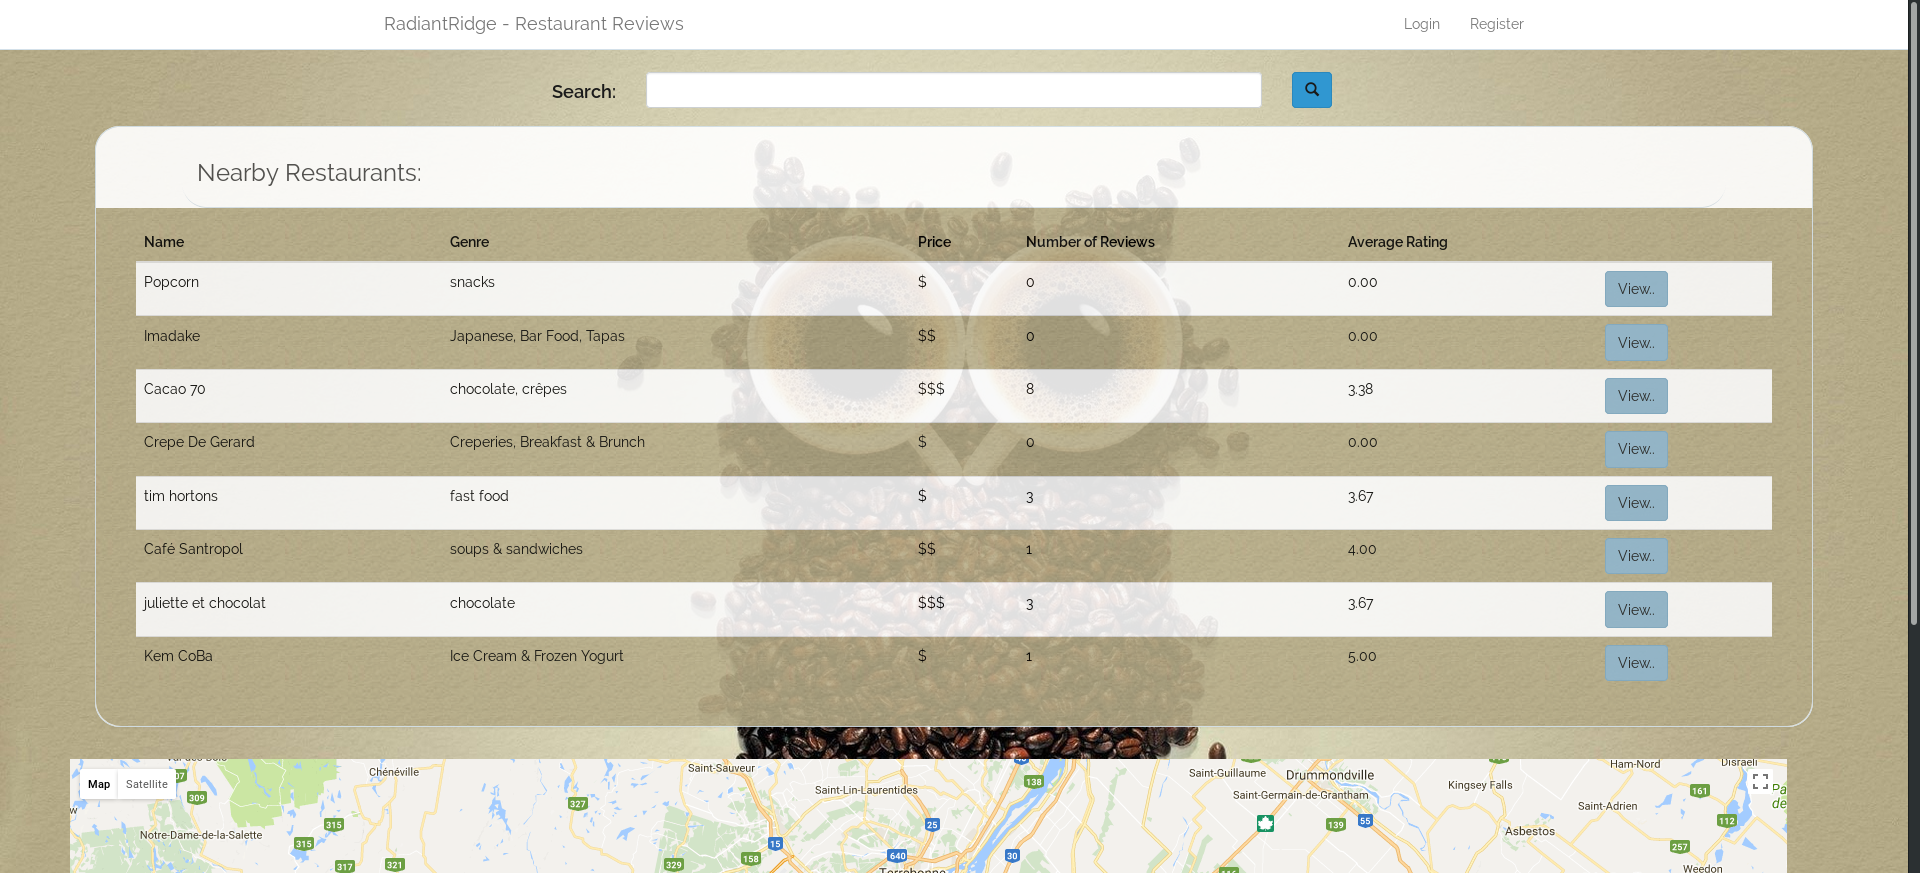 RadiantRidge - Restaurant Reviews Login Register
Search:
Nearby Restaurants:
Name Genre Price Number of Reviews Average Rating
Popcorn snacks $ 0 0.00 View..
Imadake Japanese, Bar Food, Tapas $$ 0 0.00 View..
Cacao 70 chocolate, crêpes $$$ 8 3.38 View..
Crepe De Gerard Creperies, Breakfast & Brunch $ 0 0.00 View..
tim hortons fast food $ 3 3.67 View..
Café Santropol soups & sandwiches $$ 1 4.00 View..
juliette et chocolat chocolate $$$ 3 3.67 View..
Kem CoBa Ice Cream & Frozen Yogurt $ 1 5.00 View..
Saint-Sauveur Ham-Nord Disraeli
Chénéville Saint-Guillaume Drummondville
Map Satellite 07 138
Saint-Lin-Laurentides Kingsley Falls 161 Pa
309 327 Saint-Germain-de-Grantham Saint-Adrien de
315 25 139 55 112
Notre-Dame-de-la-Salette Asbestos
315 15 257
317 321 329 158 640 30 Weedon
Terrebonne